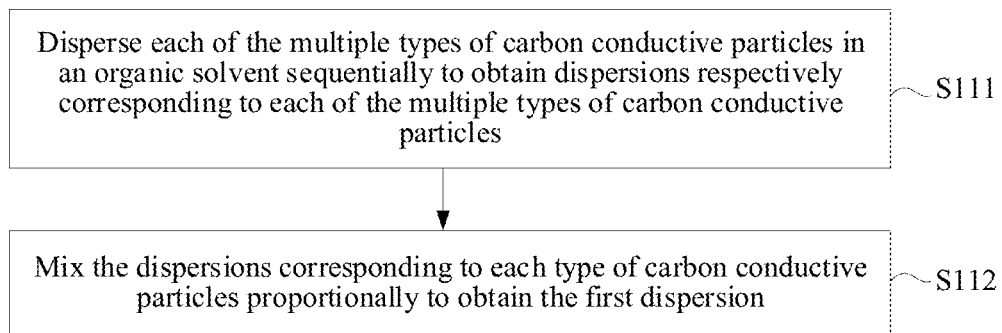 Disperse each of the multiple types of carbon conductive particles in
an organic solvent sequentially to obtain dispersions respectively
corresponding to each of the multiple types of carbon conductive
particles
S111
Mix the dispersions corresponding to each type of carbon conductive
particles proportionally to obtain the first dispersion
S112